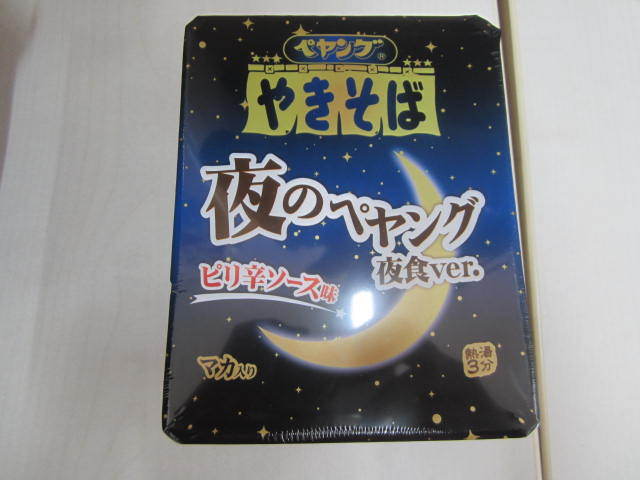 ペヤング®
やきそば
夜のペヤング
夜食ver.
ピリ辛ソース味
マカ入り
熱湯
3分